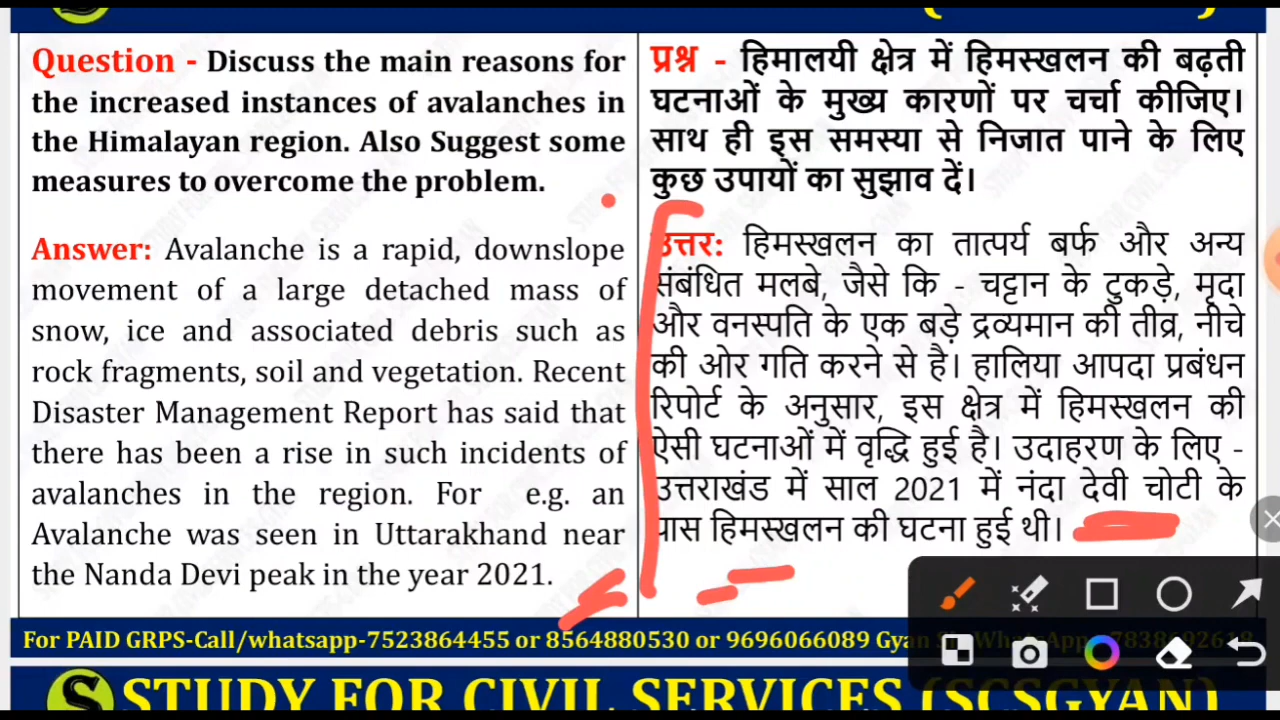 Question - Discuss the main reasons for
the increased instances of avalanches in
the Himalayan region. Also Suggest some
measures to overcome the problem.
Answer: Avalanche is a rapid, downslope
movement of a large detached mass of
snow, ice and associated debris such as
rock fragments, soil and vegetation. Recent
Disaster Management Report has said that
there has been a rise in such incidents of
avalanches in the region. For e.g. an
Avalanche was seen in Uttarakhand near
the Nanda Devi peak in the year 2021.
प्रश्न - हिमालयी क्षेत्र में हिमस्खलन की बढ़ती
घटनाओं के मुख्य कारणों पर चर्चा कीजिए।
साथ ही इस समस्या से निजात पाने के लिए
कुछ उपायों का सुझाव दें।
उत्तर: हिमस्खलन का तात्पर्य बर्फ और अन्य
संबंधित मलबे, जैसे कि - चट्टान के टुकड़े, मृदा
और वनस्पति के एक बड़े द्रव्यमान की तीव्र, नीचे
की ओर गति करने से है। हालिया आपदा प्रबंधन
रिपोर्ट के अनुसार, इस क्षेत्र में हिमस्खलन की
ऐसी घटनाओं में वृद्धि हुई है। उदाहरण के लिए -
उत्तराखंड में साल 2021 में नंदा देवी चोटी के
पास हिमस्खलन की घटना हुई थी।
For PAID GRPS-Call/whatsapp-7523864455 or 8564880530 or 9696066089 Gyan
STUDY FOR CIVIL SERVICES (SCSGYAN)